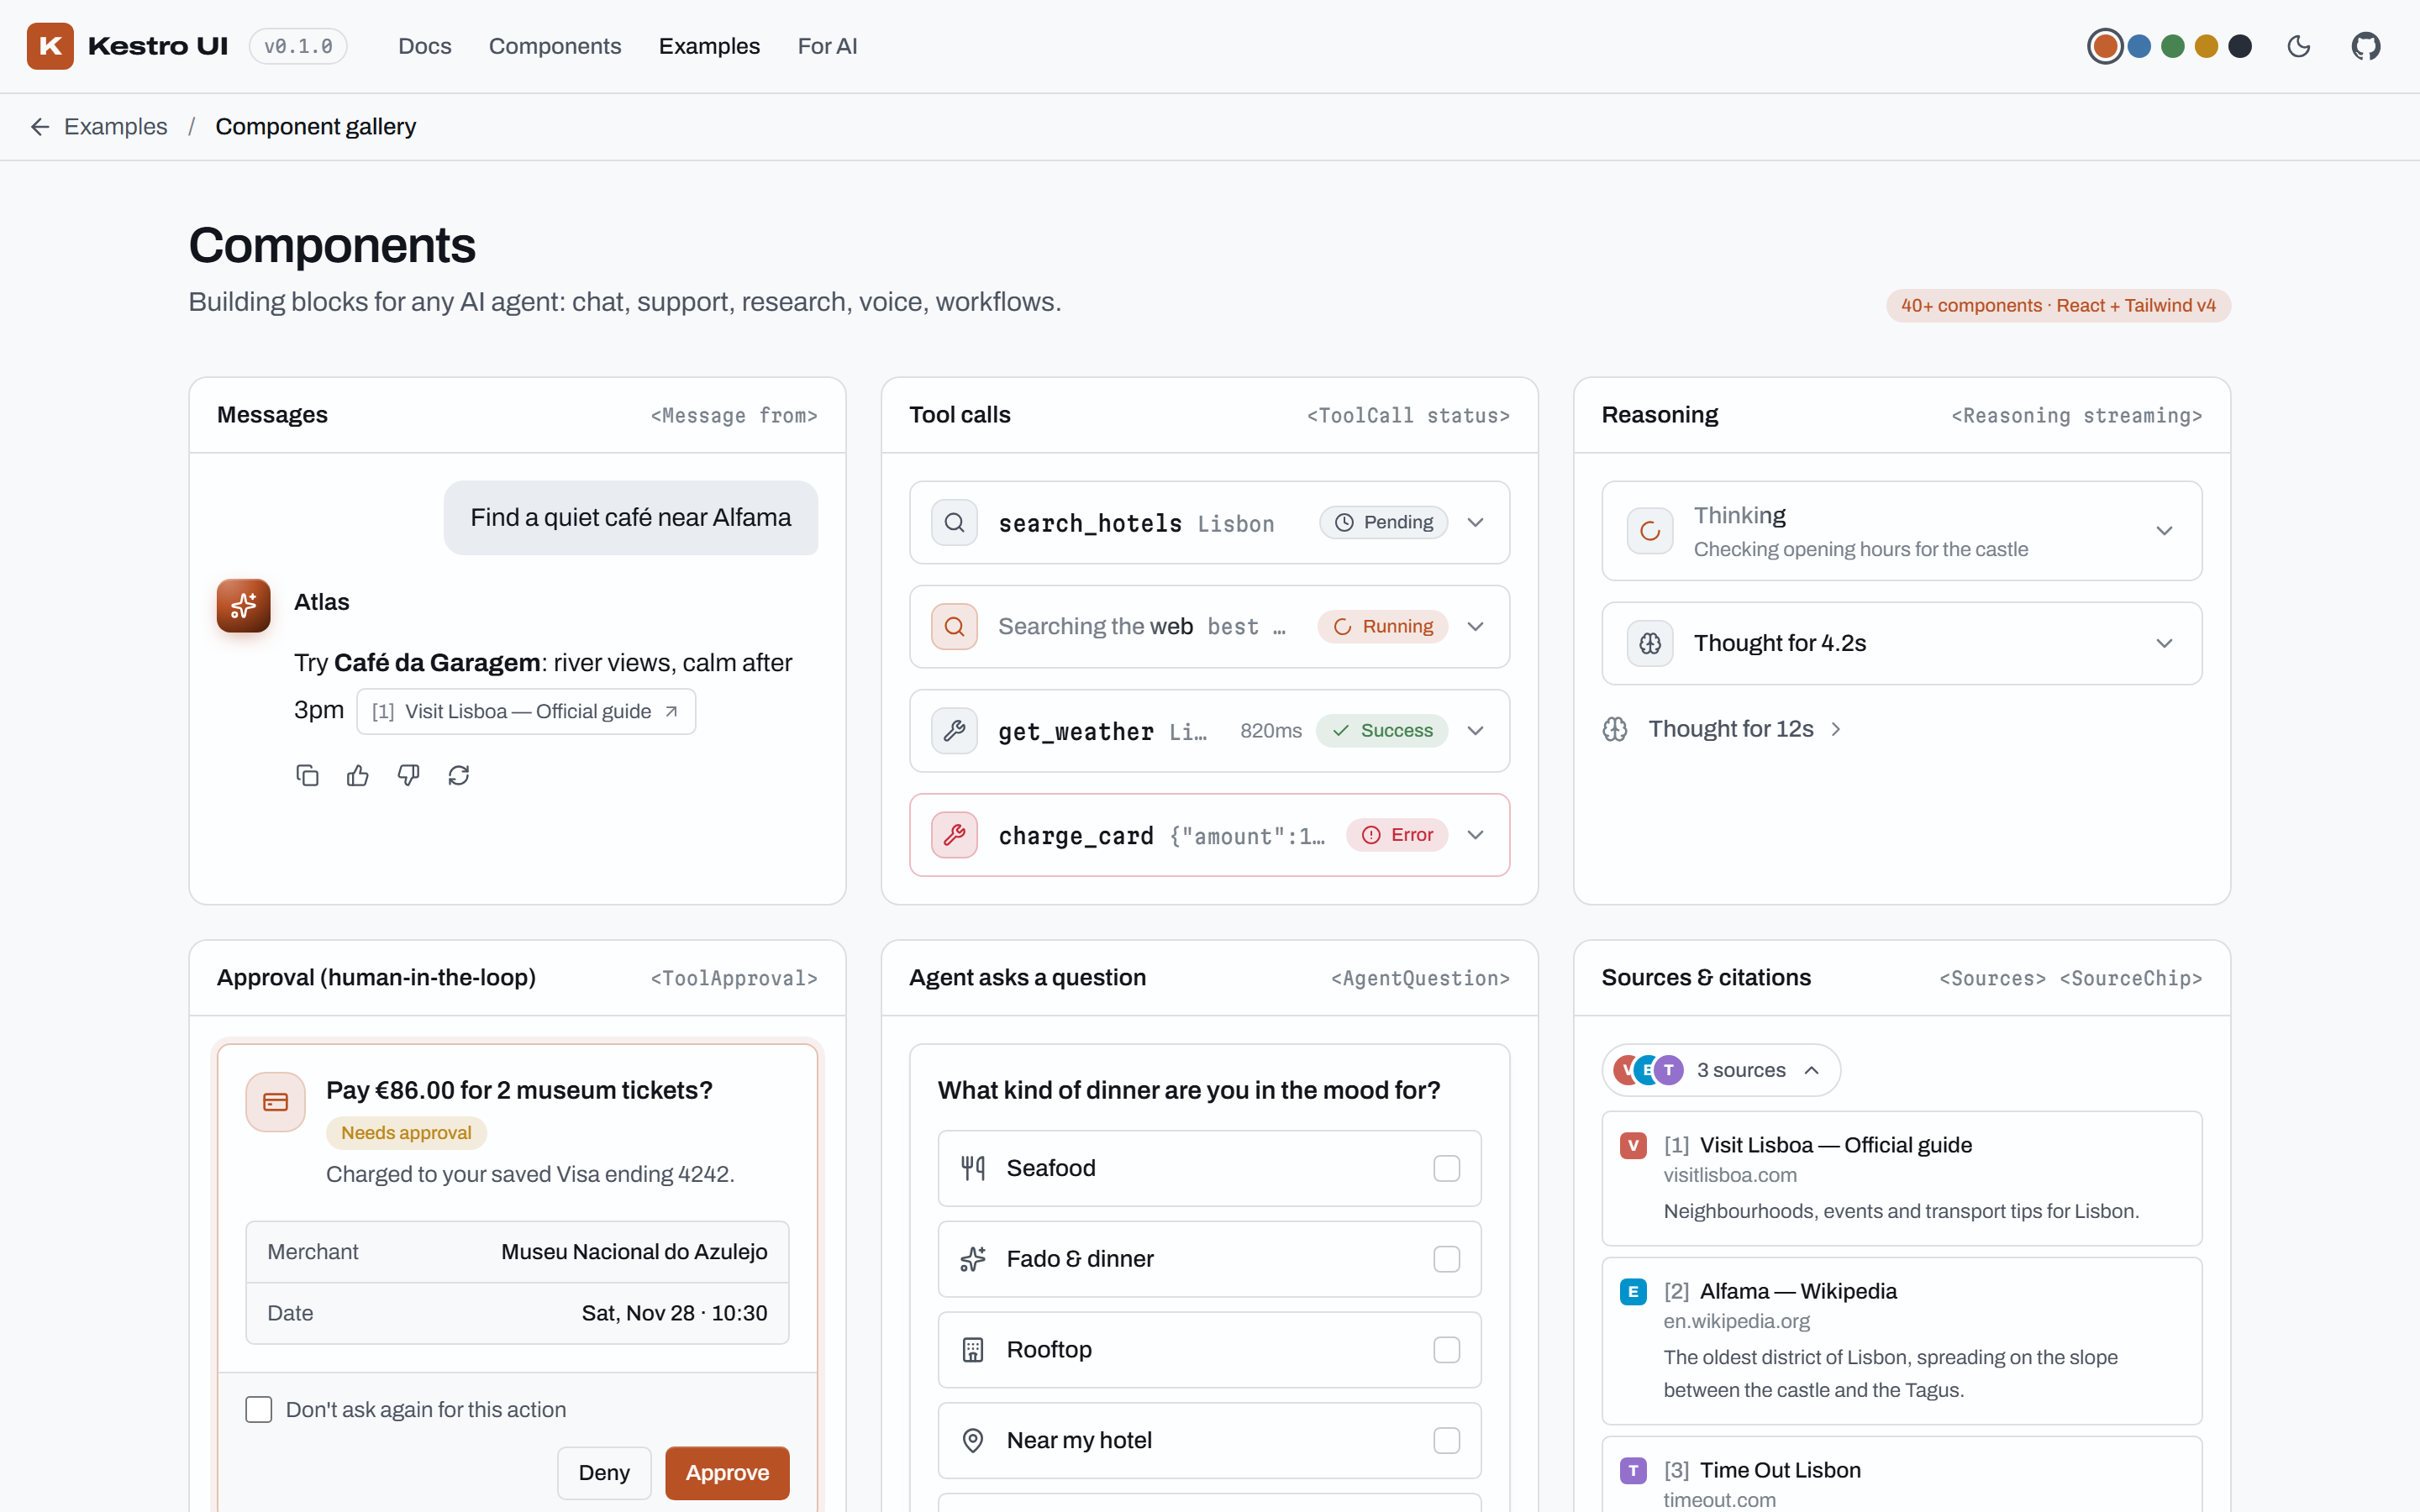 K Kestro UI v0.1.0 Docs Components Examples For AI
Examples / Component gallery
Components
Building blocks for any AI agent: chat, support, research, voice, workflows.
40+ components · React + Tailwind v4
Messages <Message from>
Find a quiet café near Alfama
Atlas
Try Café da Garagem: river views, calm after
3pm [1] Visit Lisboa — Official guide
Tool calls <ToolCall status>
search_hotels Lisbon Pending
Searching the web best … Running
get_weather Li… 820ms Success
charge_card {"amount":1… Error
Reasoning <Reasoning streaming>
Thinking
Checking opening hours for the castle
Thought for 4.2s
Thought for 12s
Approval (human-in-the-loop) <ToolApproval>
Pay €86.00 for 2 museum tickets?
Needs approval
Charged to your saved Visa ending 4242.
Merchant Museu Nacional do Azulejo
Date Sat, Nov 28 · 10:30
Don't ask again for this action
Deny Approve
Agent asks a question <AgentQuestion>
What kind of dinner are you in the mood for?
Seafood
Fado & dinner
Rooftop
Near my hotel
Sources & citations <Sources> <SourceChip>
V E T 3 sources
V [1] Visit Lisboa — Official guide
visitlisboa.com
Neighbourhoods, events and transport tips for Lisbon.
E [2] Alfama — Wikipedia
en.wikipedia.org
The oldest district of Lisbon, spreading on the slope
between the castle and the Tagus.
T [3] Time Out Lisbon
timeout.com